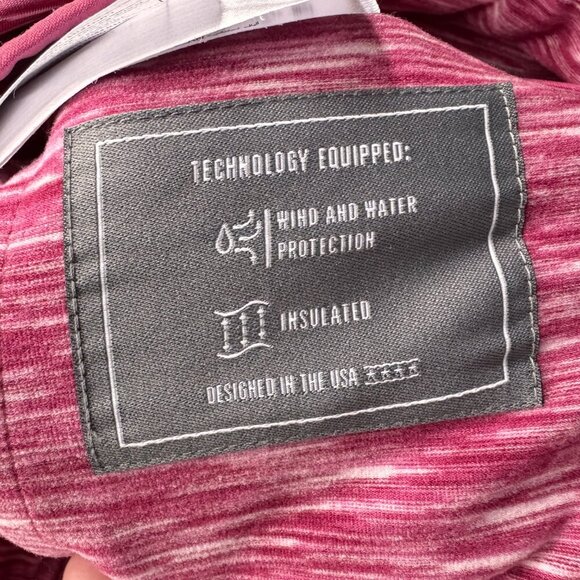 TECHNOLOGY EQUIPPED:
WIND AND WATER
PROTECTION
INSULATED
DESIGNED IN THE USA